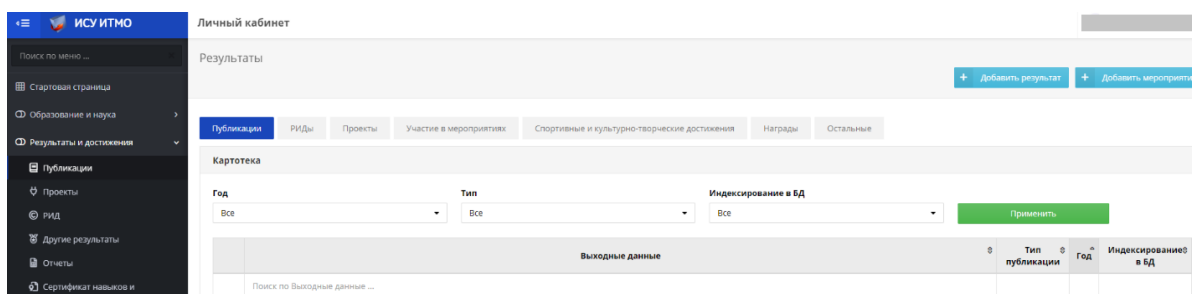 ИСУ ИТМО
Личный кабинет
Поиск по меню ...
Результаты
Добавить результат
Добавить мероприяти
Стартовая страница
Образование и наука
Результаты и достижения
Публикации
Проекты
РИД
Другие результаты
Отчеты
Сертификат навыков и
Публикации РИДы Проекты Участие в мероприятиях Спортивные и культурно-творческие достижения Награды Остальные
Картотека
Год Тип Индексирование в БД
Все Все Все Применить
Выходные данные Тип публикации Год Индексирование в БД
Поиск по Выходные данные ...